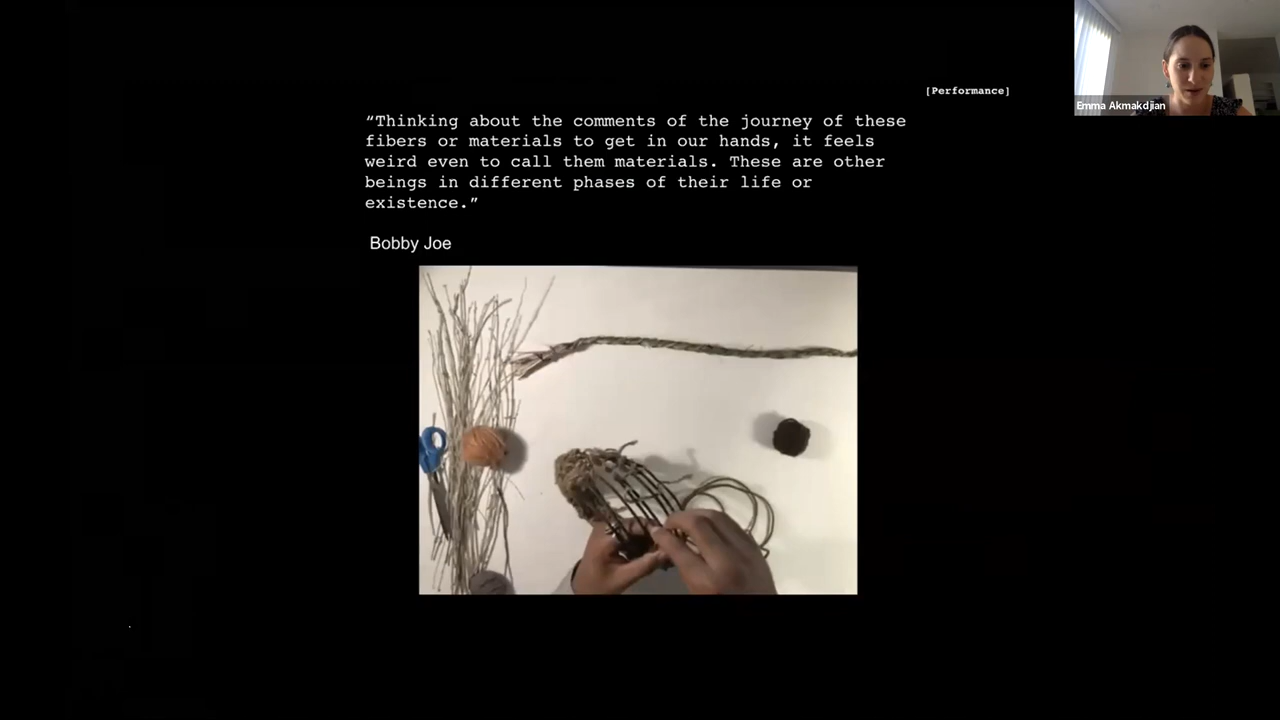 [Performance]
Emma Akmakdjian
“Thinking about the comments of the journey of these
fibers or materials to get in our hands, it feels
weird even to call them materials. These are other
beings in different phases of their life or
existence.”
Bobby Joe